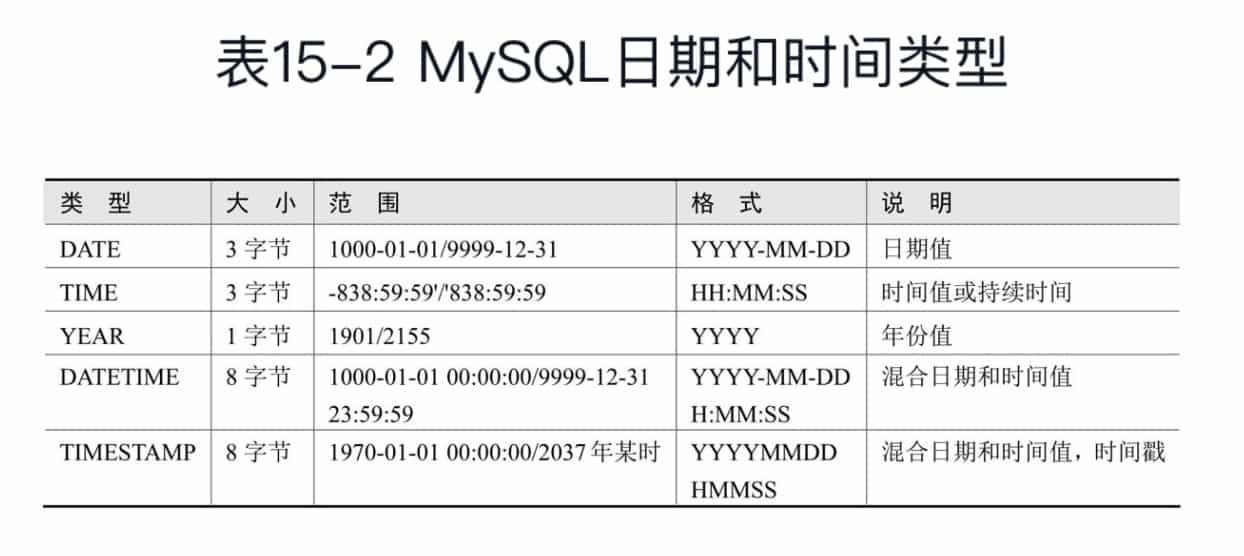 表15-2 MySQL日期和时间类型
类 型 大 小 范 围 格 式 说 明
DATE 3 字节 1000-01-01/9999-12-31 YYYY-MM-DD 日期值
TIME 3 字节 -838:59:59'/'838:59:59 HH:MM:SS 时间值或持续时间
YEAR 1 字节 1901/2155 YYYY 年份值
DATETIME 8 字节 1000-01-01 00:00:00/9999-12-31 YYYY-MM-DD 混合日期和时间值
23:59:59 H:MM:SS
TIMESTAMP 8 字节 1970-01-01 00:00:00/2037 年某时 YYYYMMDD 混合日期和时间值，时间戳
HMMSS